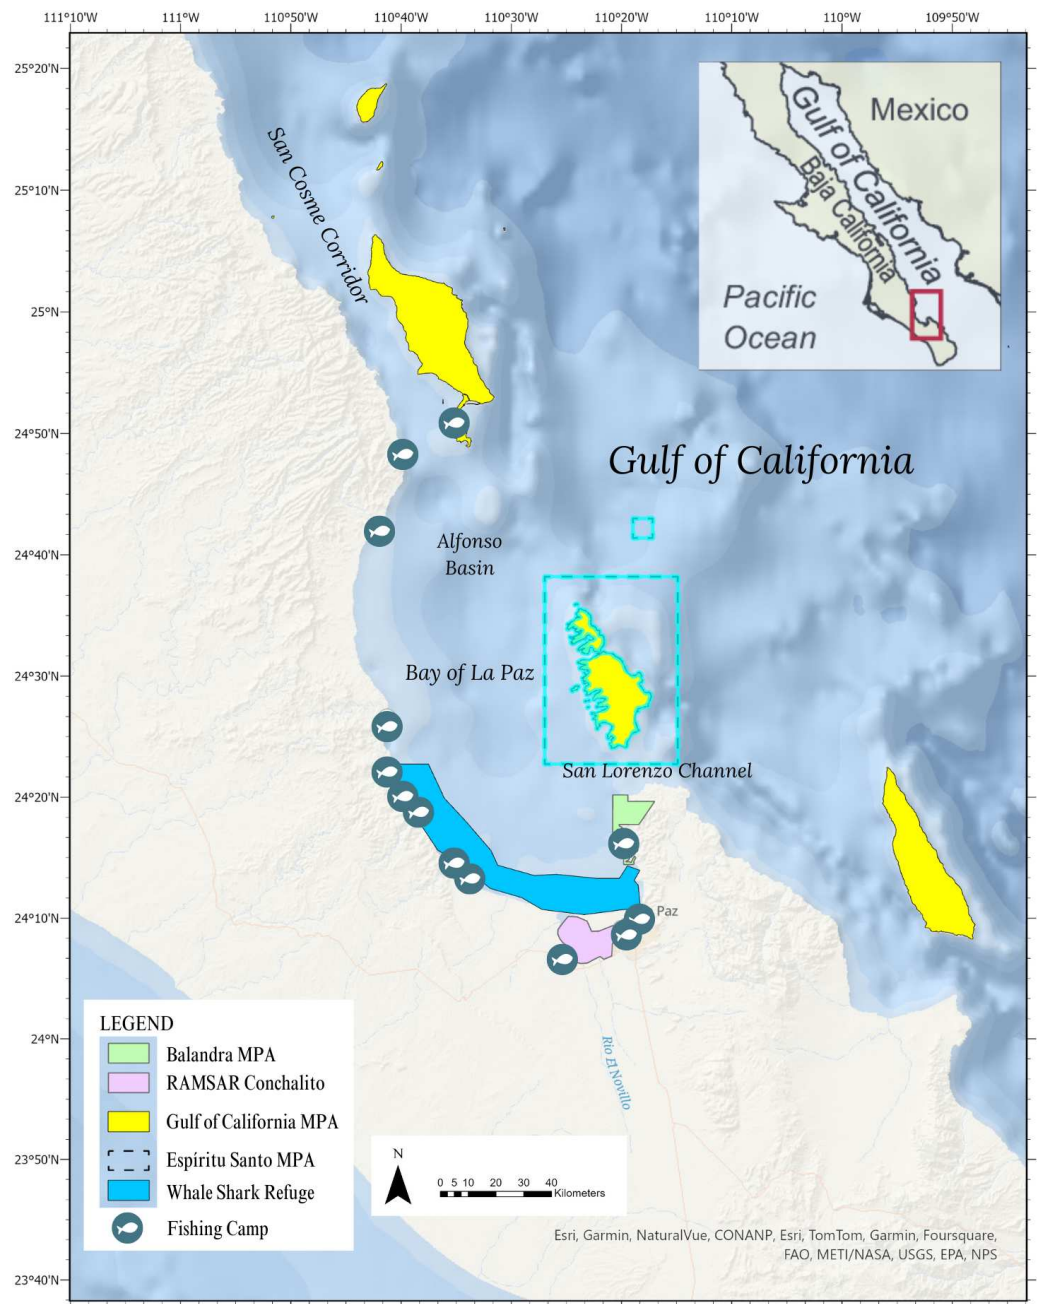 111°10'W
111°W
110°50'W
110°40'W
110°30'W
110°20'W
110°10'W
110°W
109°50'W
25°20'N
25°10'N
25°N
24°50'N
24°40'N
24°30'N
24°20'N
24°10'N
24°N
23°50'N
23°40'N
San Cosme Corridor
Mexico
Gulf of California
Baja California
Pacific
Ocean
Gulf of California
Alfonso
Basin
Bay of La Paz
San Lorenzo Channel
Paz
Rio El Novillo
LEGEND
Balandra MPA
RAMSAR Conchalito
Gulf of California MPA
Espíritu Santo MPA
Whale Shark Refuge
Fishing Camp
N
0 5 10 20 30 40
Kilometers
Esri, Garmin, NaturalVue, CONANP, Esri, TomTom, Garmin, Foursquare,
FAO, METI/NASA, USGS, EPA, NPS